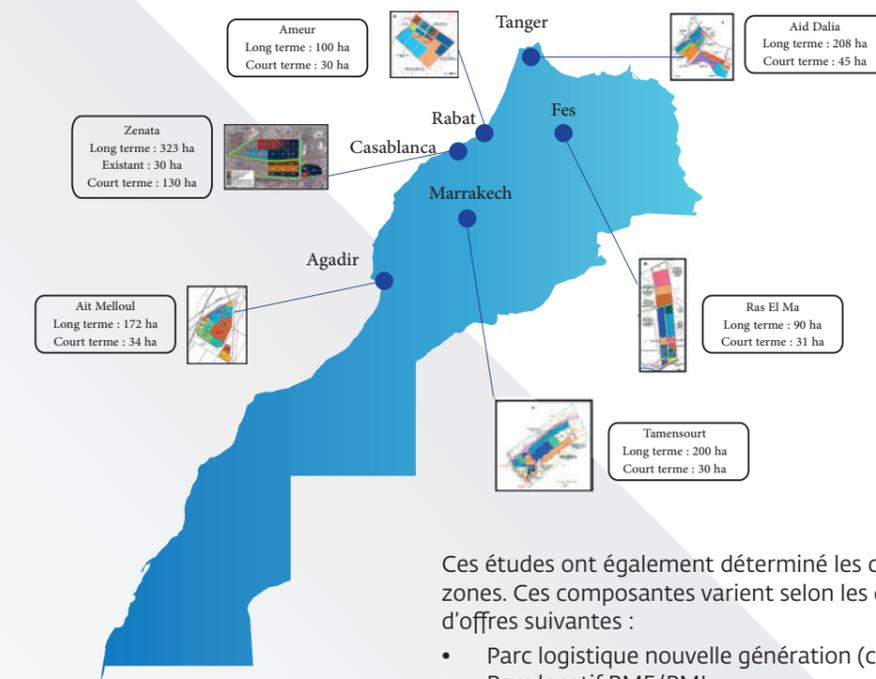 Tanger
Ameur
Long terme : 100 ha
Court terme : 30 ha
Aid Dalia
Long terme : 208 ha
Court terme : 45 ha
Rabat
Fes
Zenata
Long terme : 323 ha
Existant : 30 ha
Court terme : 130 ha
Casablanca
Marrakech
Agadir
Ait Melloul
Long terme : 172 ha
Court terme : 34 ha
Ras El Ma
Long terme : 90 ha
Court terme : 31 ha
Tamensourt
Long terme : 200 ha
Court terme : 30 ha
Ces études ont également déterminé les
zones. Ces composantes varient selon les
d'offres suivantes :
• Parc logistique nouvelle génération (